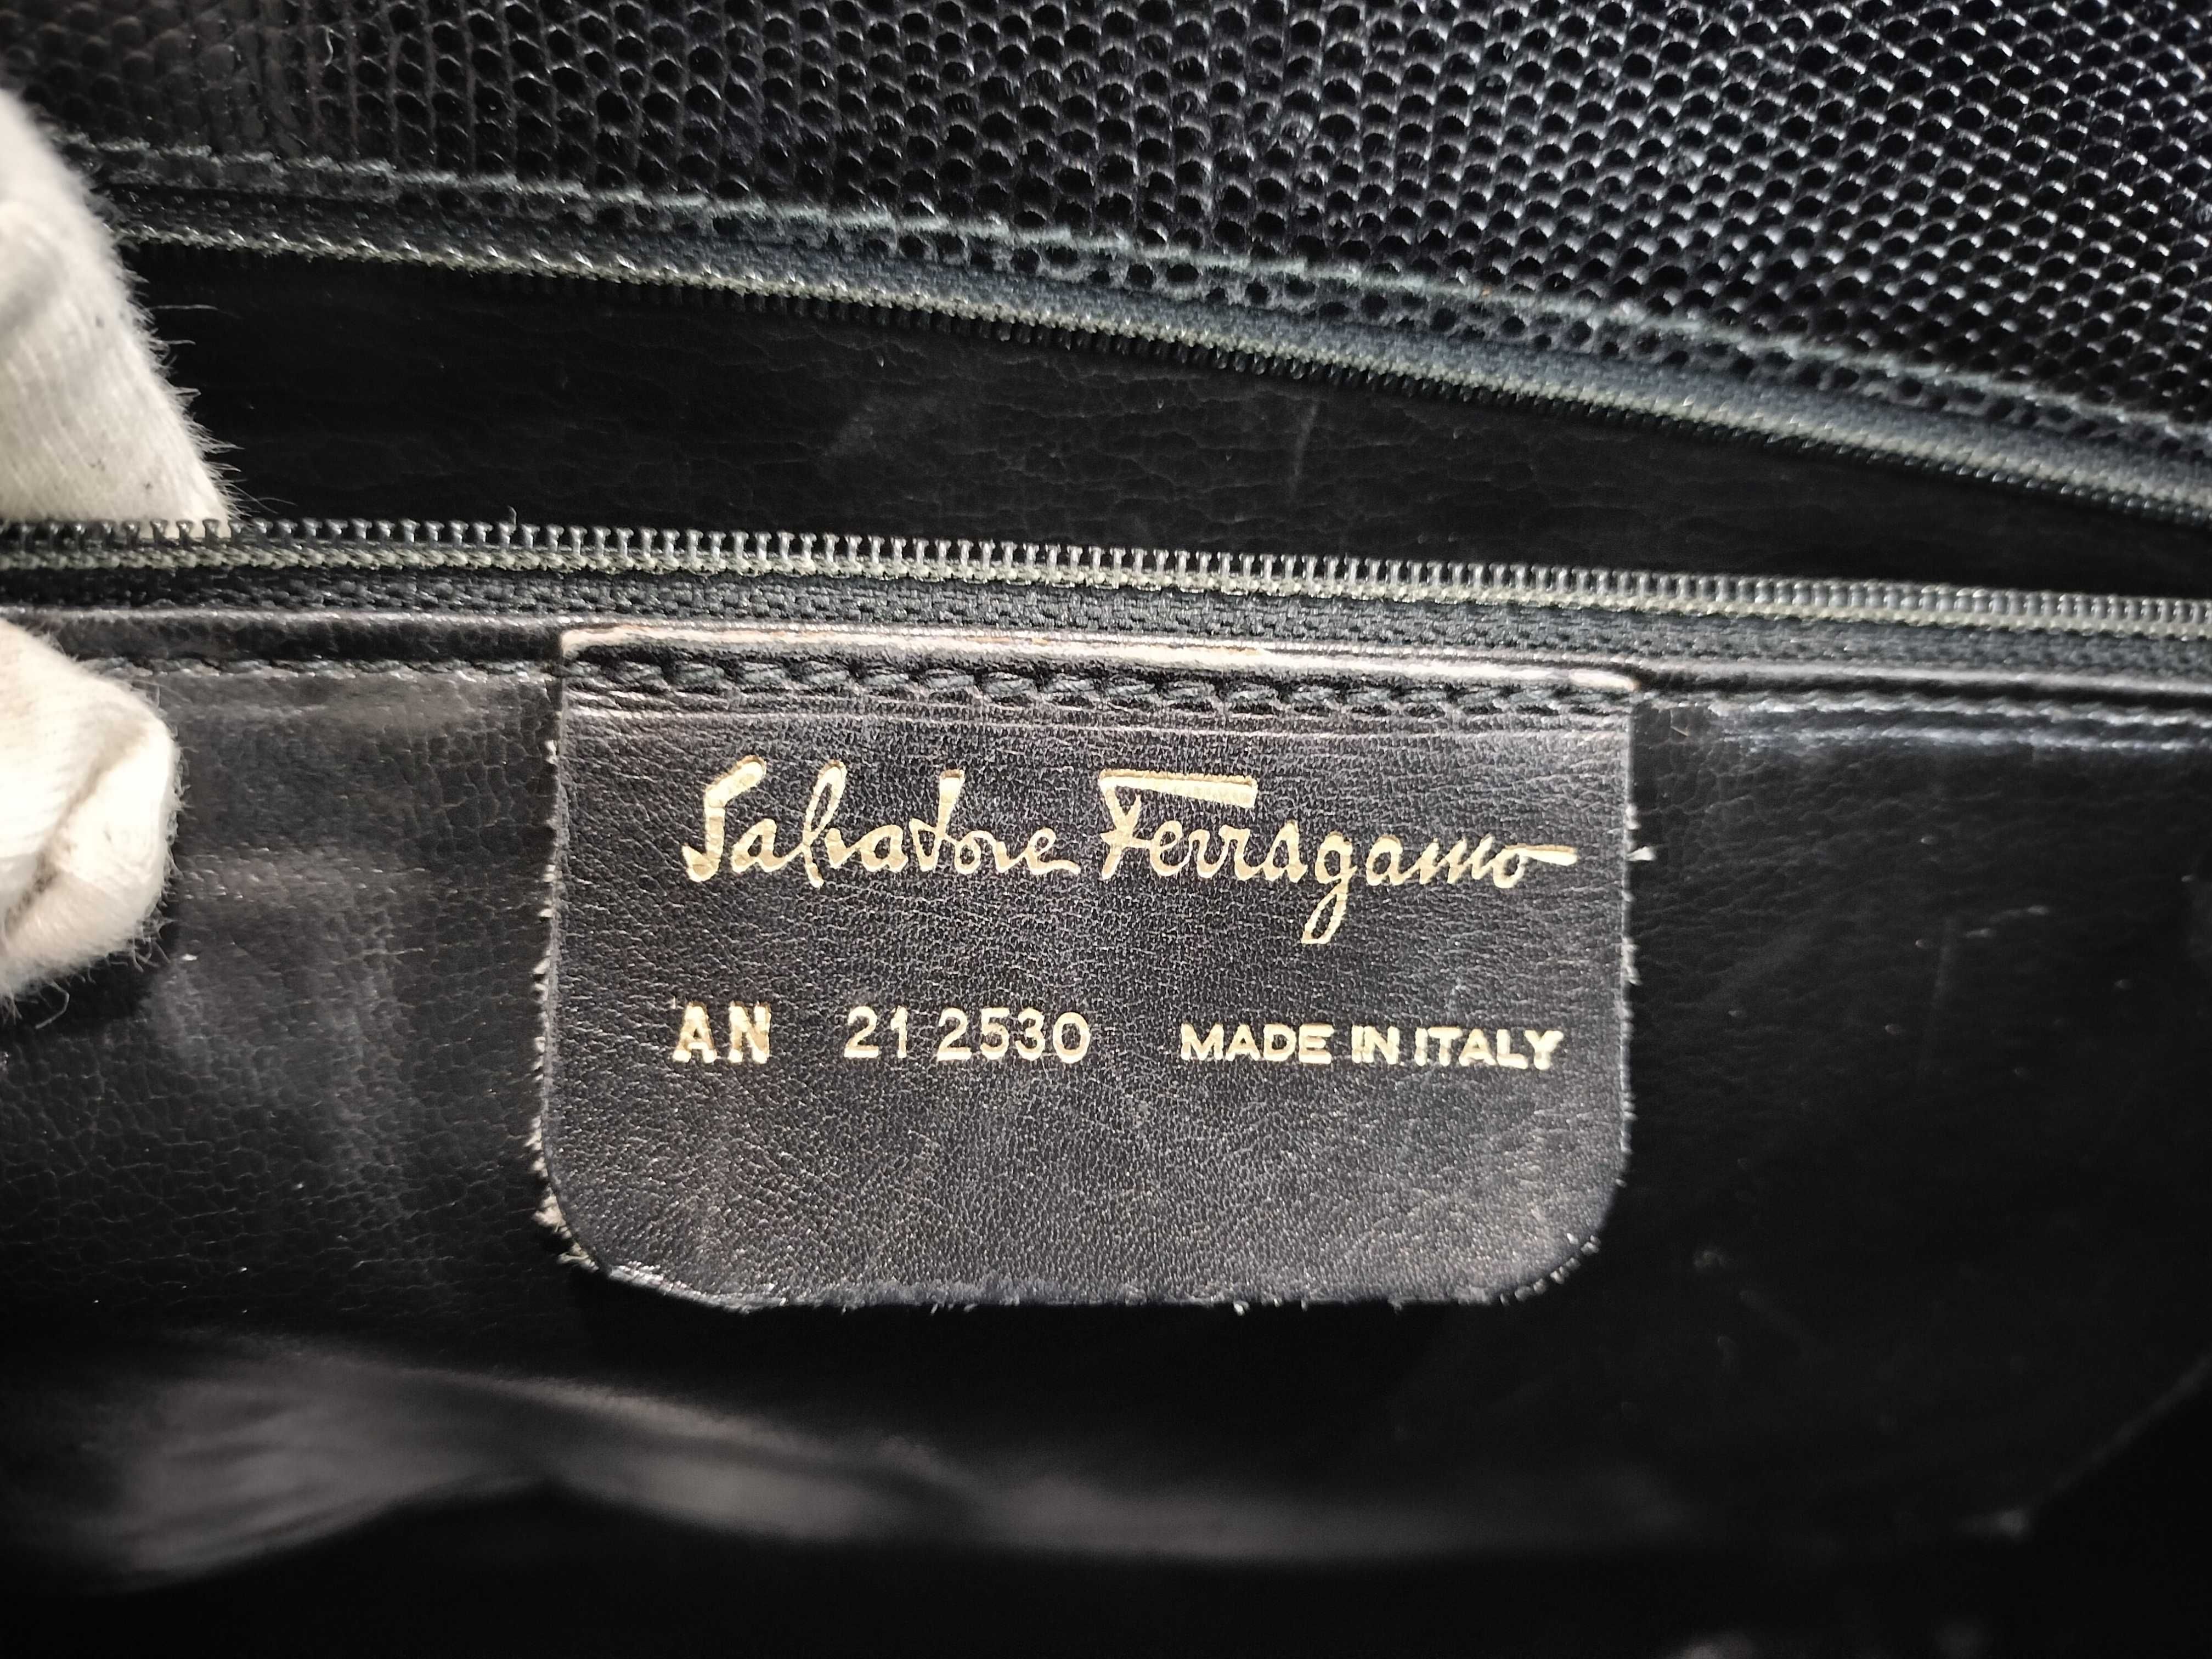 Salvatore Ferragamo
AN 21 2530 MADE IN ITALY